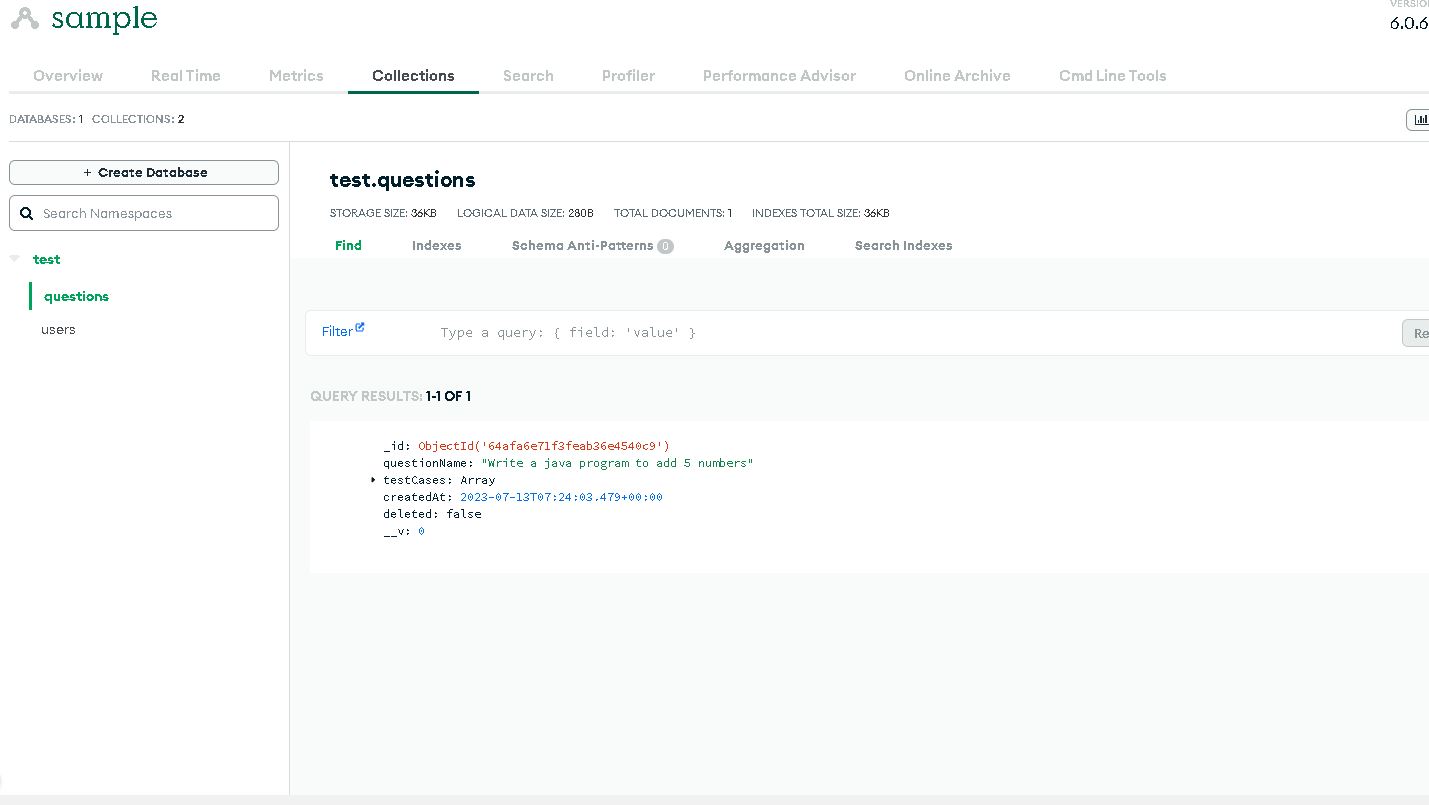 sample
VERSION
6.0.6
Overview Real Time Metrics Collections Search Profiler Performance Advisor Online Archive Cmd Line Tools
DATABASES: 1 COLLECTIONS: 2
+ Create Database
Search Namespaces
test
questions
users
test.questions
STORAGE SIZE: 36KB LOGICAL DATA SIZE: 280B TOTAL DOCUMENTS: 1 INDEXES TOTAL SIZE: 36KB
Find Indexes Schema Anti-Patterns 0 Aggregation Search Indexes
Filter Type a query: { field: 'value' } Re
QUERY RESULTS: 1-1 OF 1
_id: ObjectId('64afa6e71f3feab36e4540c9')
questionName: "Write a java program to add 5 numbers"
testCases: Array
createdAt: 2023-07-13T07:24:03.479+00:00
deleted: false
__v: 0